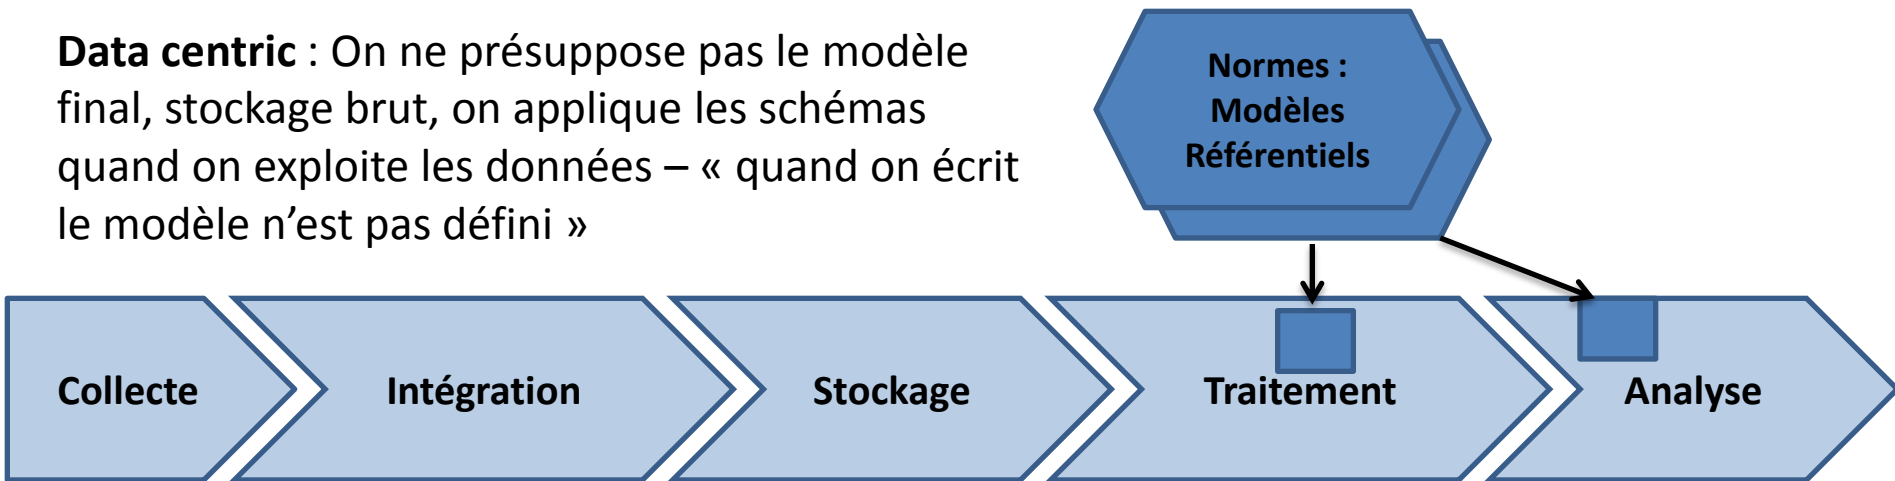 Data centric : On ne présuppose pas le modèle
final, stockage brut, on applique les schémas
quand on exploite les données – « quand on écrit
le modèle n’est pas défini »
Normes :
Modèles
Référentiels
Collecte
Intégration
Stockage
Traitement
Analyse